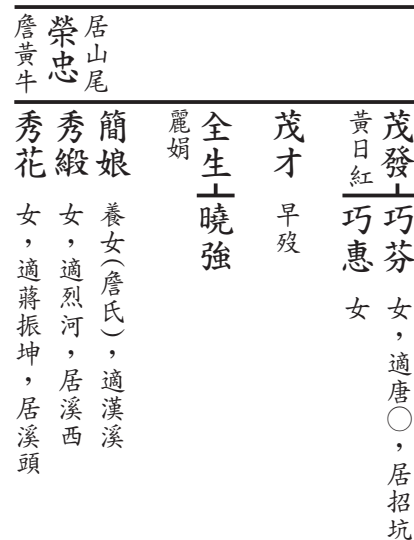 居山尾
榮忠
詹黃牛
茂發
巧芬 女，適唐○，居招坑
黃日紅
巧惠 女
茂才 早歿
全生
曉強
麗娟
簡娘 養女(詹氏)，適漢溪
秀緞 女，適烈河，居溪西
秀花 女，適蔣振坤，居溪頭